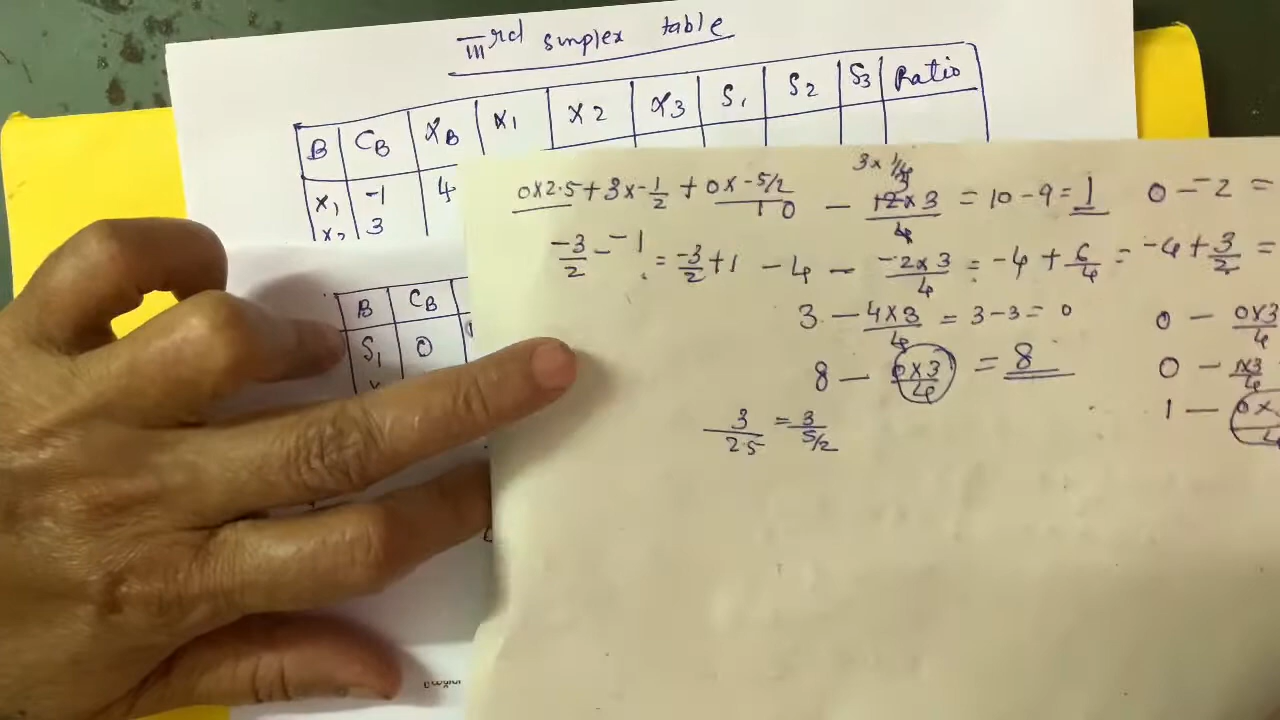 IIIrd simplex table
B CB XB X1 X2 X3 S1 S2 S3 Ratio
X1 -1 4
X2 3
3 x 1/4
0x2.5 + 3x-1/2 + 0x-5/2
10 - 12x3/4 = 10-9 = 1
0 - -2 =
-3/2 - -1 = -3/2 + 1
-4 - -2x3/4 = -4 + 6/4 = -4 + 3/2 =
3 - 4x3/4 = 3-3 = 0
0 - 0x3/4
8 - 0x3/4 = 8
0 - 1x3/4
1 - 0x
3/2.5 = 3/5/2
B CB
S1 0